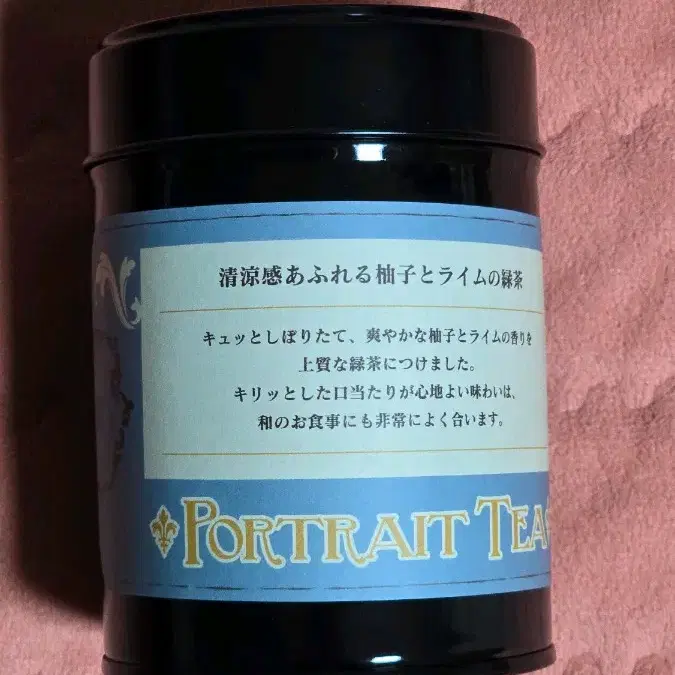 清涼感あふれる柚子とライムの緑茶
キュッとしぼりたて、爽やかな柚子とライムの香りを
上質な緑茶につけました。
キリッとした口当たりが心地よい味わいは、
和のお食事にも非常によく合います。
PORTRAIT TEA